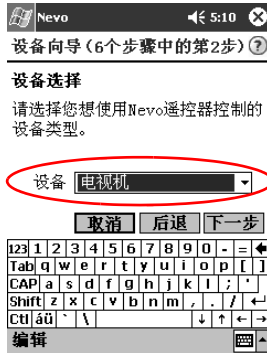 Nevo 5:10
设备向导(6个步骤中的第2步)?
设备选择
请选择您想使用Nevo遥控器控制的
设备类型。
设备 电视机
取消 后退 下一步
123 1 2 3 4 5 6 7 8 9 0 - =
Tab q w e r t y u i o p [ ]
CAP a s d f g h j k l ; '
Shift z x c v b n m , . /
Ctl áü ` \
编辑